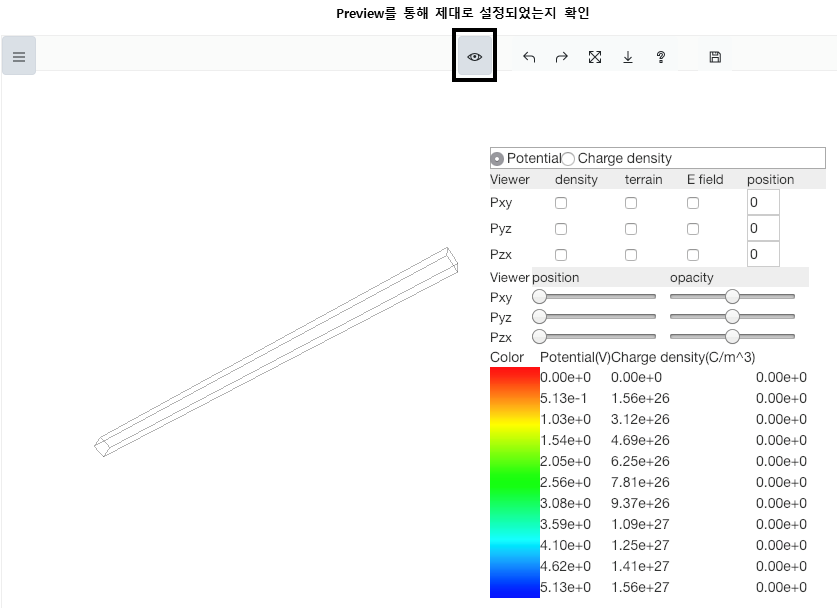 Preview를 통해 제대로 설정되었는지 확인
Potential Charge density
Viewer density terrain E field position
Pxy 0
Pyz 0
Pzx 0
Viewer position opacity
Pxy
Pyz
Pzx
Color Potential(V) Charge density(C/m^3)
0.00e+0 0.00e+0 0.00e+0
5.13e-1 1.56e+26 0.00e+0
1.03e+0 3.12e+26 0.00e+0
1.54e+0 4.69e+26 0.00e+0
2.05e+0 6.25e+26 0.00e+0
2.56e+0 7.81e+26 0.00e+0
3.08e+0 9.37e+26 0.00e+0
3.59e+0 1.09e+27 0.00e+0
4.10e+0 1.25e+27 0.00e+0
4.62e+0 1.41e+27 0.00e+0
5.13e+0 1.56e+27 0.00e+0